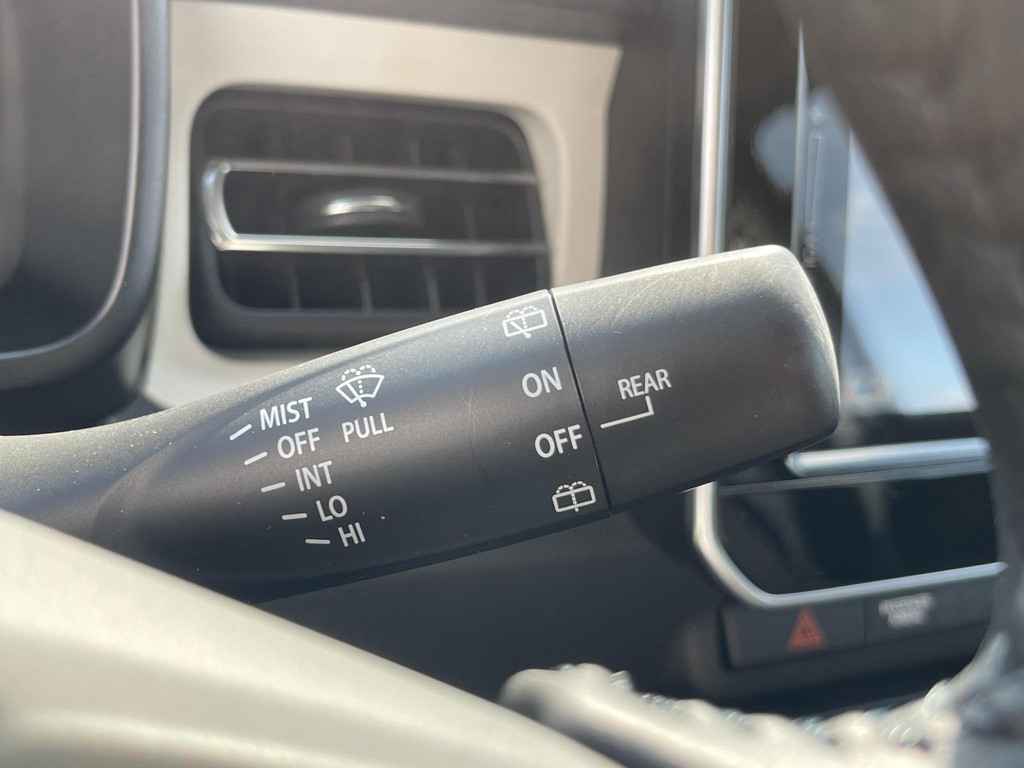 MIST
OFF
INT
LO
HI
PULL
ON
OFF
REAR